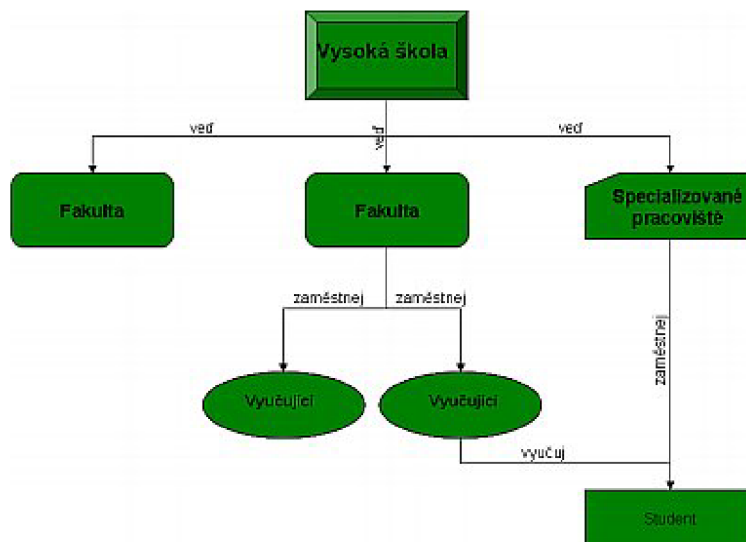 Vysoká škola
veď
veď
veď
Fakulta
Fakulta
Specializované
pracoviště
zaměstnej
zaměstnej
zaměstnej
Vyučující
Vyučující
vyučuj
Student